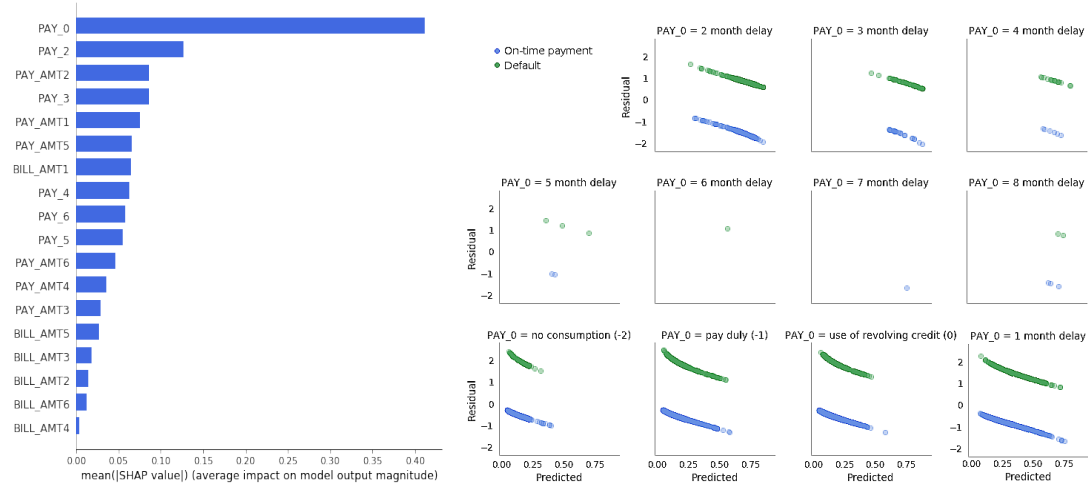 PAY_0
PAY_2
PAY_AMT2
PAY_3
PAY_AMT1
PAY_AMT5
BILL_AMT1
PAY_4
PAY_6
PAY_5
PAY_AMT6
PAY_AMT4
PAY_AMT3
BILL_AMT5
BILL_AMT3
BILL_AMT2
BILL_AMT6
BILL_AMT4
0.00 0.05 0.10 0.15 0.20 0.25 0.30 0.35 0.40
mean(|SHAP value|) (average impact on model output magnitude)
On-time payment
Default
PAY_0 = 2 month delay
PAY_0 = 3 month delay
PAY_0 = 4 month delay
Residual
2
1
0
−1
−2
PAY_0 = 5 month delay
PAY_0 = 6 month delay
PAY_0 = 7 month delay
PAY_0 = 8 month delay
Residual
2
1
0
−1
−2
PAY_0 = no consumption (-2)
PAY_0 = pay duly (-1)
PAY_0 = use of revolving credit (0)
PAY_0 = 1 month delay
Residual
2
1
0
−1
−2
2
1
0
−1
−2
0.00 0.25 0.50 0.75
0.00 0.25 0.50 0.75
0.00 0.25 0.50 0.75
0.00 0.25 0.50 0.75
Predicted
Predicted
Predicted
Predicted